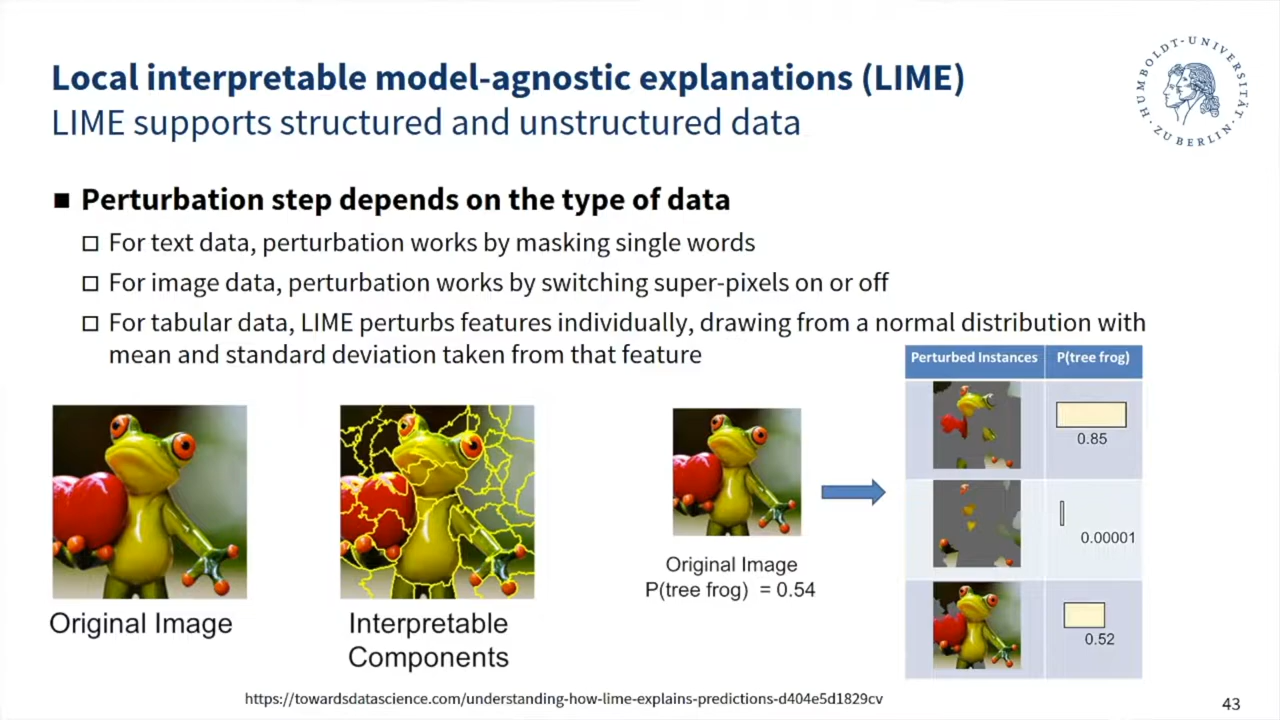 Local interpretable model-agnostic explanations (LIME)
LIME supports structured and unstructured data
HUMBOLDT-UNIVERSITÄT
ZU BERLIN
Perturbation step depends on the type of data
For text data, perturbation works by masking single words
For image data, perturbation works by switching super-pixels on or off
For tabular data, LIME perturbs features individually, drawing from a normal distribution with
mean and standard deviation taken from that feature
Original Image
Interpretable
Components
Original Image
P(tree frog) = 0.54
Perturbed Instances P(tree frog)
0.85
0.00001
0.52
https://towardsdatascience.com/understanding-how-lime-explains-predictions-d404e5d1829cv
43